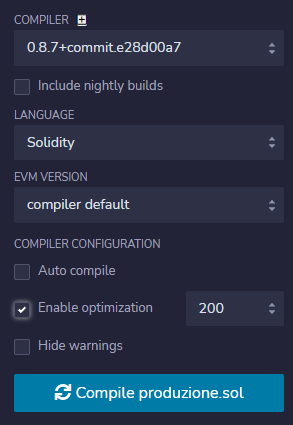 COMPILER
0.8.7+commit.e28d00a7
Include nightly builds
LANGUAGE
Solidity
EVM VERSION
compiler default
COMPILER CONFIGURATION
Auto compile
Enable optimization 200
Hide warnings
Compile produzione.sol